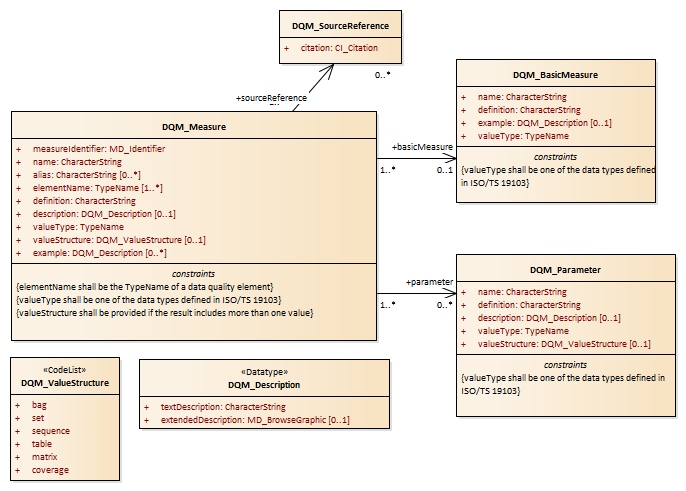 DQM_SourceReference
+ citation: CI_Citation
0..*
+sourceReference
DQM_Measure
+ measureIdentifier: MD_Identifier
+ name: CharacterString
+ alias: CharacterString [0..*]
+ elementName: TypeName [1..*]
+ definition: CharacterString
+ description: DQM_Description [0..1]
+ valueType: TypeName
+ valueStructure: DQM_ValueStructure [0..1]
+ example: DQM_Description [0..*]
constraints
{elementName shall be the TypeName of a data quality element}
{valueType shall be one of the data types defined in ISO/TS 19103}
{valueStructure shall be provided if the result includes more than one value}
+basicMeasure
1..*
0..1
DQM_BasicMeasure
+ name: CharacterString
+ definition: CharacterString
+ example: DQM_Description [0..1]
+ valueType: TypeName
constraints
{valueType shall be one of the data types defined
in ISO/TS 19103}
+parameter
1..*
0..*
DQM_Parameter
+ name: CharacterString
+ definition: CharacterString
+ description: DQM_Description [0..1]
+ valueType: TypeName
+ valueStructure: DQM_ValueStructure [0..1]
constraints
{valueType shall be one of the data types defined in
ISO/TS 19103}
«CodeList»
DQM_ValueStructure
+ bag
+ set
+ sequence
+ table
+ matrix
+ coverage
«Datatype»
DQM_Description
+ textDescription: CharacterString
+ extendedDescription: MD_BrowseGraphic [0..1]